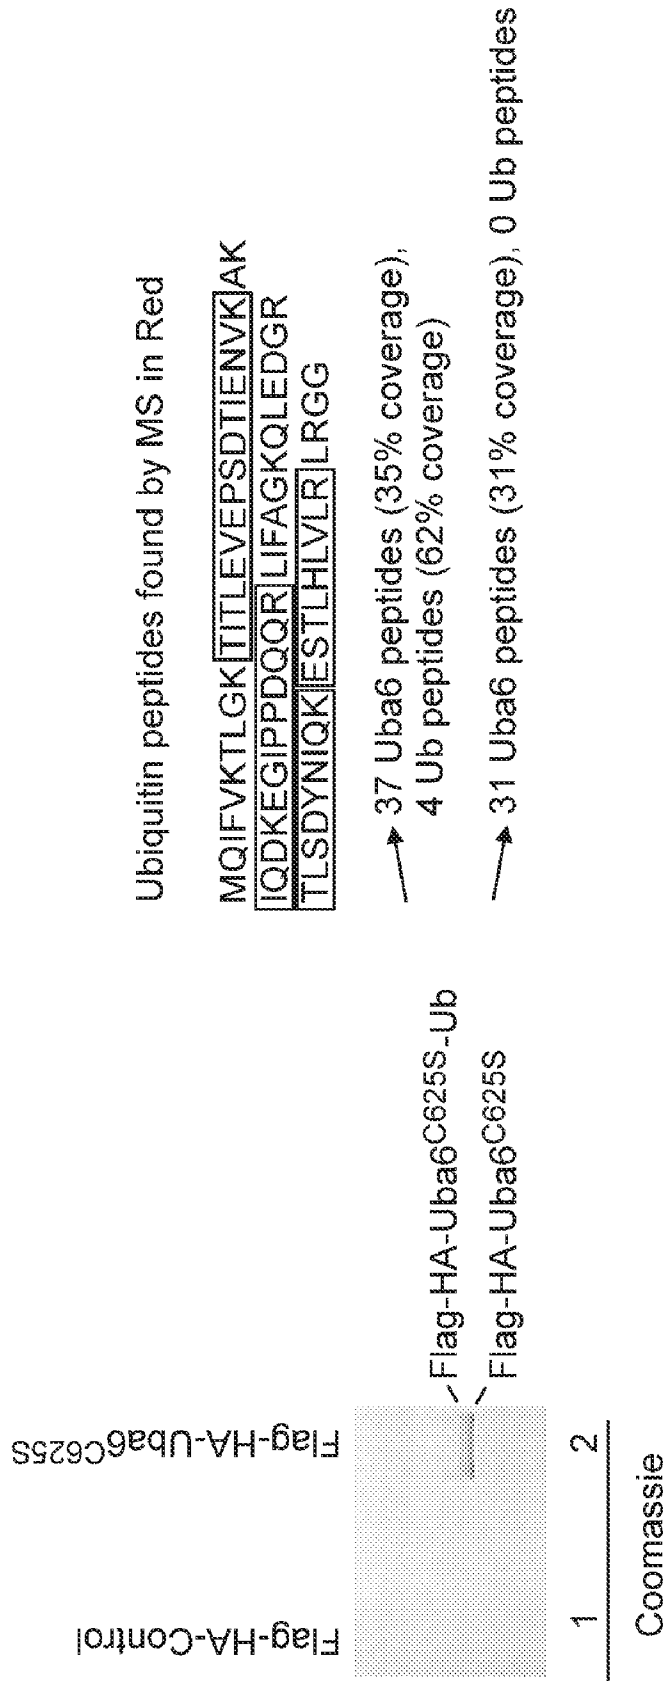 Flag-HA-Control
Flag-HA-Uba6C625S
Flag-HA-Uba6C625S-Ub
Flag-HA-Uba6C625S
1 2
Coomassie
Ubiquitin peptides found by MS in Red
MQIFVKTLGKTITLEVEPSDTIENVKAK
IQDKEGIPPDQQRLIFAGKQLEDGR
TLSDYNIQKESTLHLVLRLRGG
37 Uba6 peptides (35% coverage),
4 Ub peptides (62% coverage)
31 Uba6 peptides (31% coverage), 0 Ub peptides